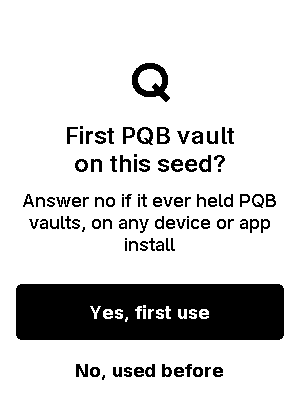 Q
First PQB vault
on this seed?
Answer no if it ever held PQB
vaults, on any device or app
install
Yes, first use
No, used before